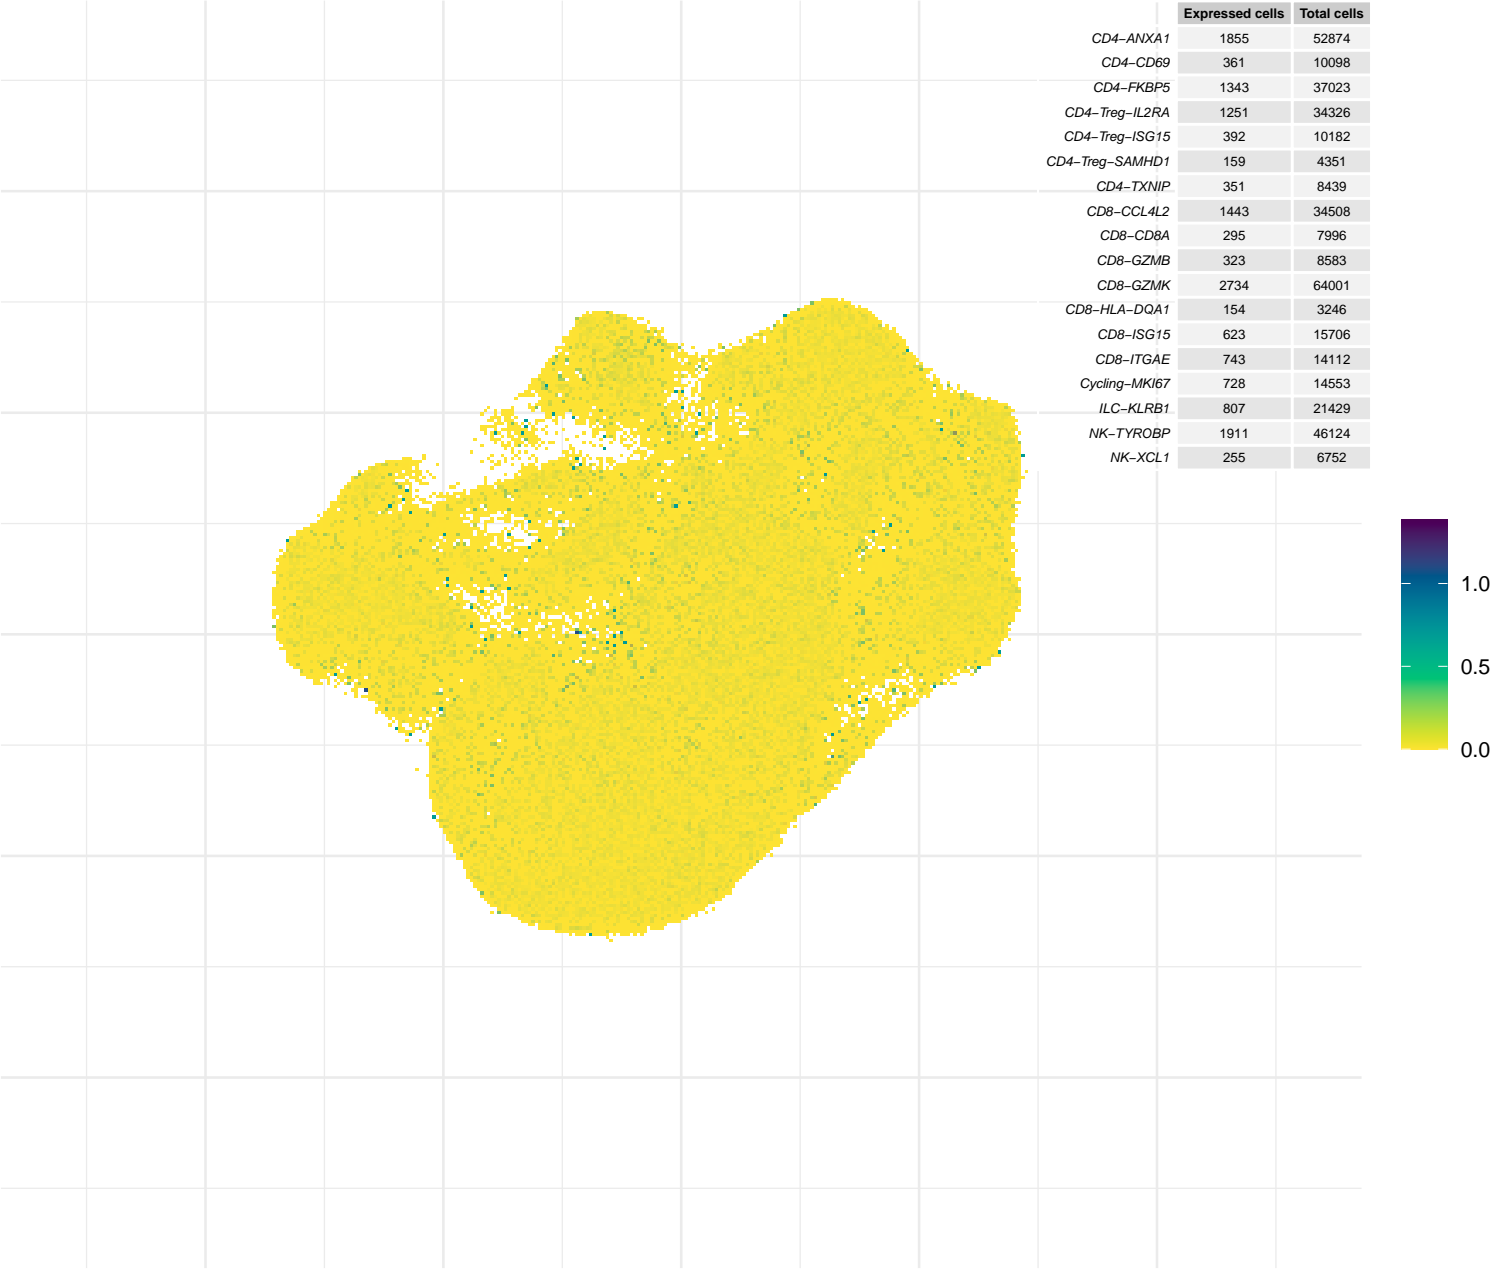 Expressed cells Total cells
CD4−ANXA1 1855 52874
CD4−CD69 361 10098
CD4−FKBP5 1343 37023
CD4−Treg−IL2RA 1251 34326
CD4−Treg−ISG15 392 10182
CD4−Treg−SAMHD1 159 4351
CD4−TXNIP 351 8439
CD8−CCL4L2 1443 34508
CD8−CD8A 295 7996
CD8−GZMB 323 8583
CD8−GZMK 2734 64001
CD8−HLA−DQA1 154 3246
CD8−ISG15 623 15706
CD8−ITGAE 743 14112
Cycling−MKI67 728 14553
ILC−KLRB1 807 21429
NK−TYROBP 1911 46124
NK−XCL1 255 6752
1.0
0.5
0.0